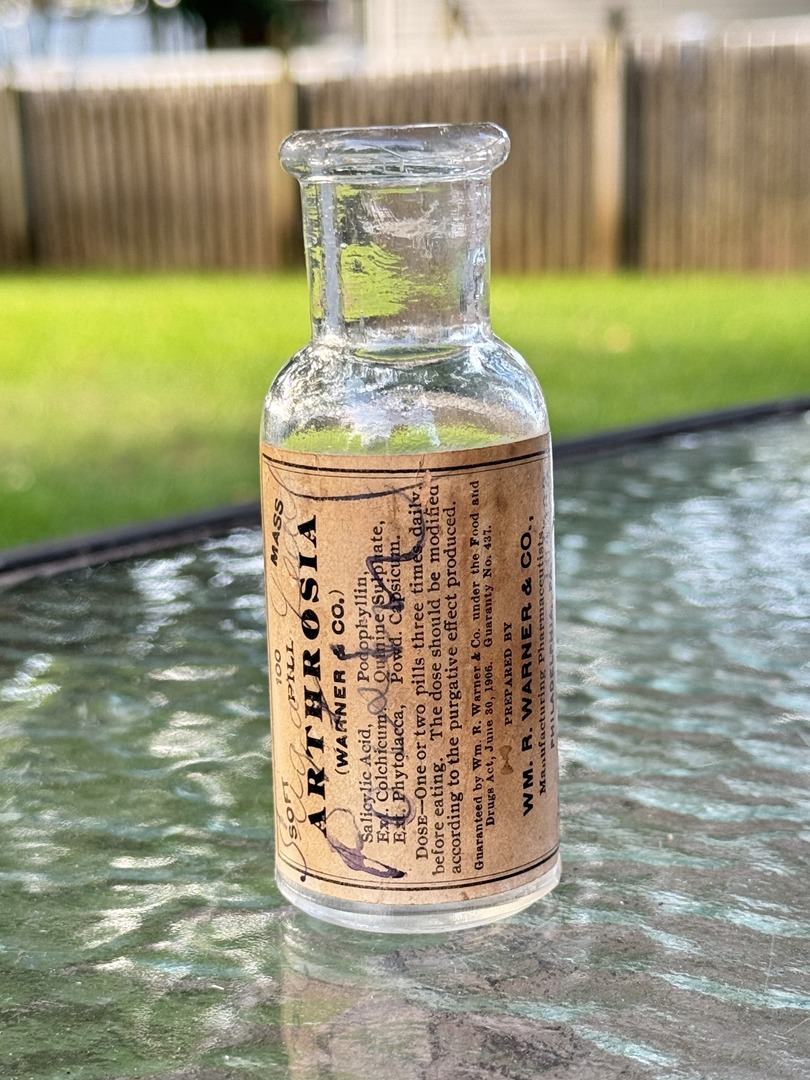 100
SOFT PILL MASS
ARTHROSIA
(WARNER & CO.)
Salicylic Acid, Podophyllin,
Ext. Colchicum, Quinine Sulphate,
Ext. Phytolacca, Powd. Capsicum.
DOSE—One or two pills three times daily,
before eating. The dose should be modified
according to the purgative effect produced.
Guaranteed by Wm. R. Warner & Co. under the Food and
Drugs Act, June 30, 1906. Guaranty No. 437.
PREPARED BY
WM. R. WARNER & CO.,
Manufacturing Pharmaceutists,
PHILADELPHIA